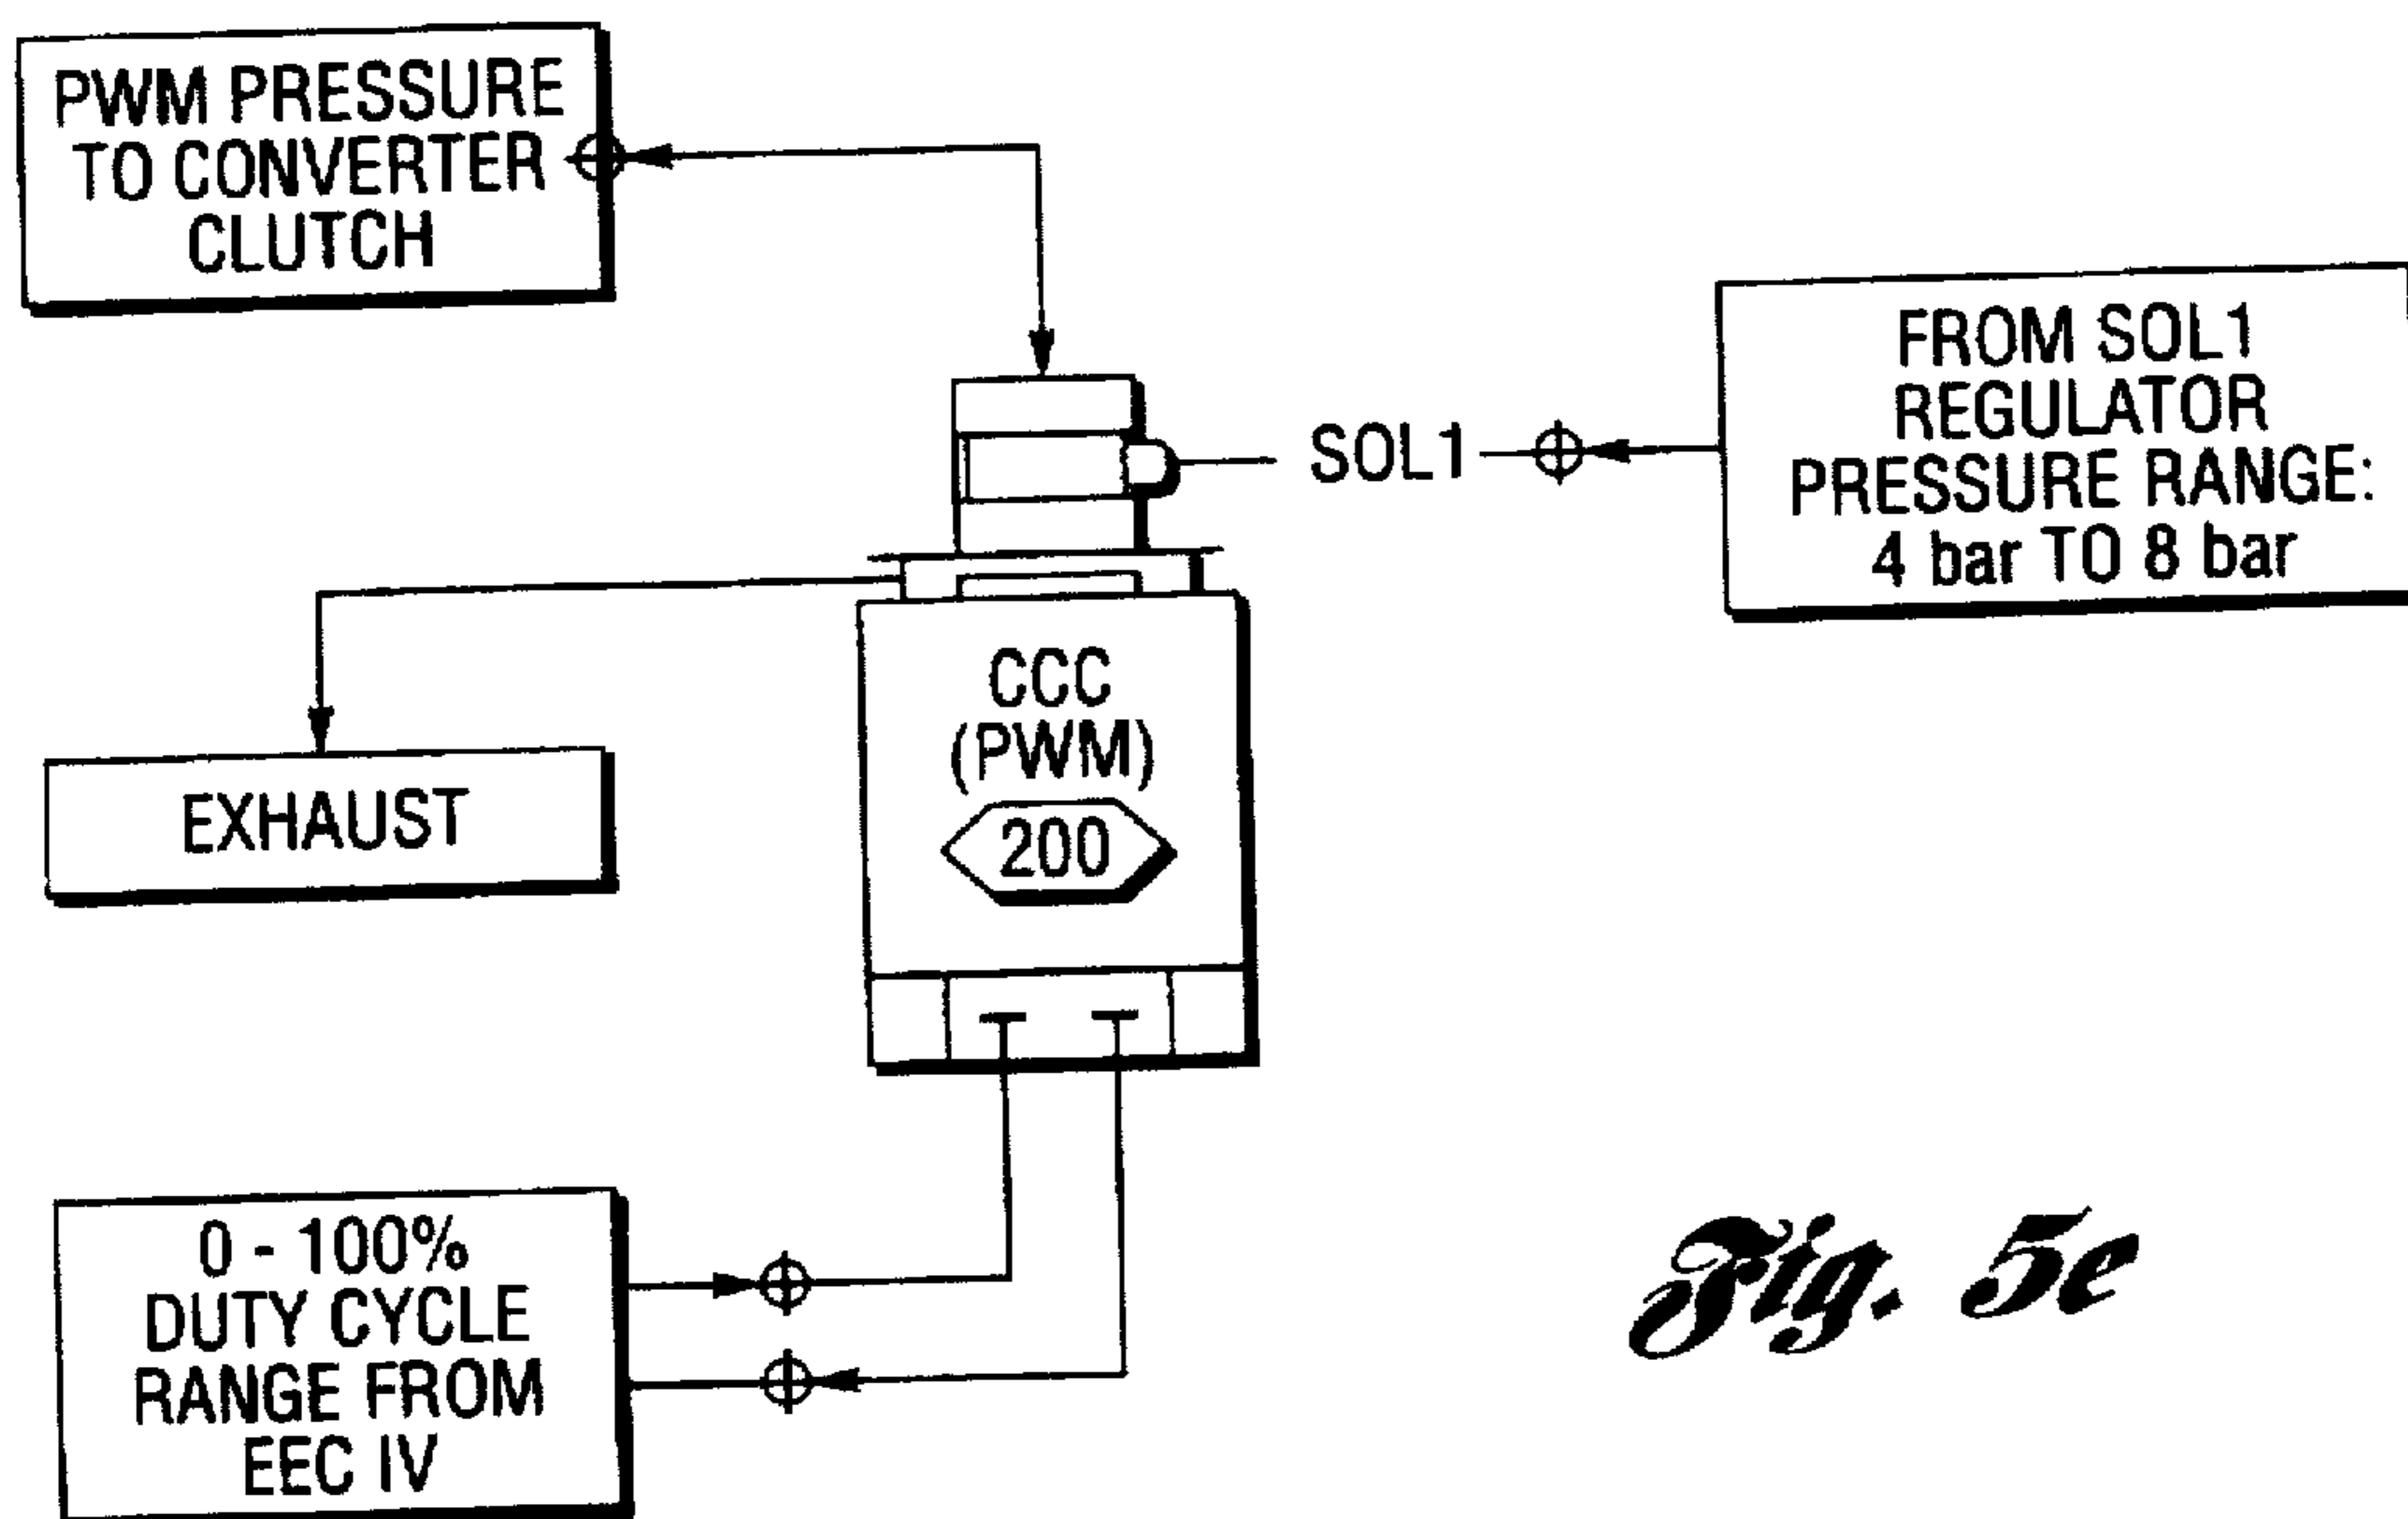 PWM PRESSURE
TO CONVERTER
CLUTCH
SOL1
FROM SOL1
REGULATOR
PRESSURE RANGE:
4 bar TO 8 bar
CCC
(PWM)
200
EXHAUST
0 - 100%
DUTY CYCLE
RANGE FROM
EEC IV
Fig. 5e